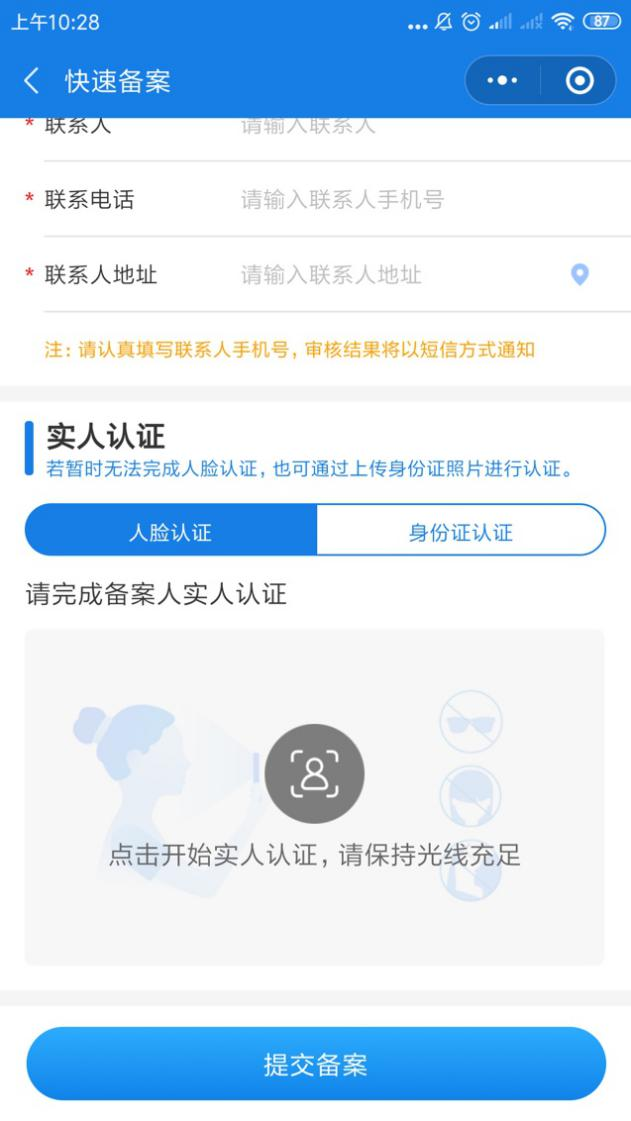 上午10:28
87
快速备案
* 联系人 请输入联系人
* 联系电话 请输入联系人手机号
* 联系人地址 请输入联系人地址
注：请认真填写联系人手机号，审核结果将以短信方式通知
实人认证
若暂时无法完成人脸认证，也可通过上传身份证照片进行认证。
人脸认证 身份证认证
请完成备案人实人认证
点击开始实人认证，请保持光线充足
提交备案